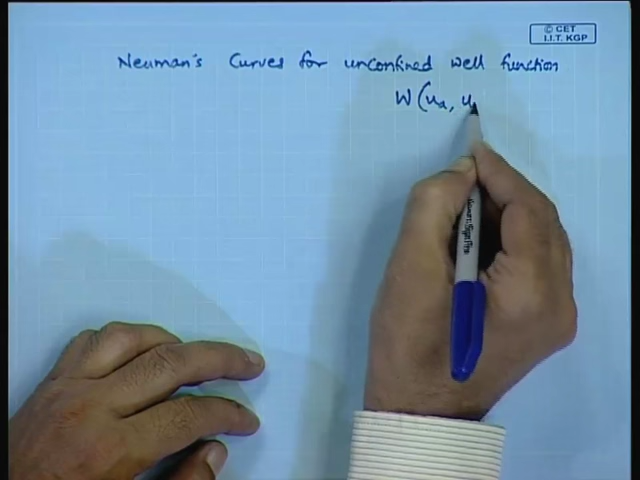 © CET
I.I.T. KGP
Neuman's Curves for unconfined well function
W(ua, u